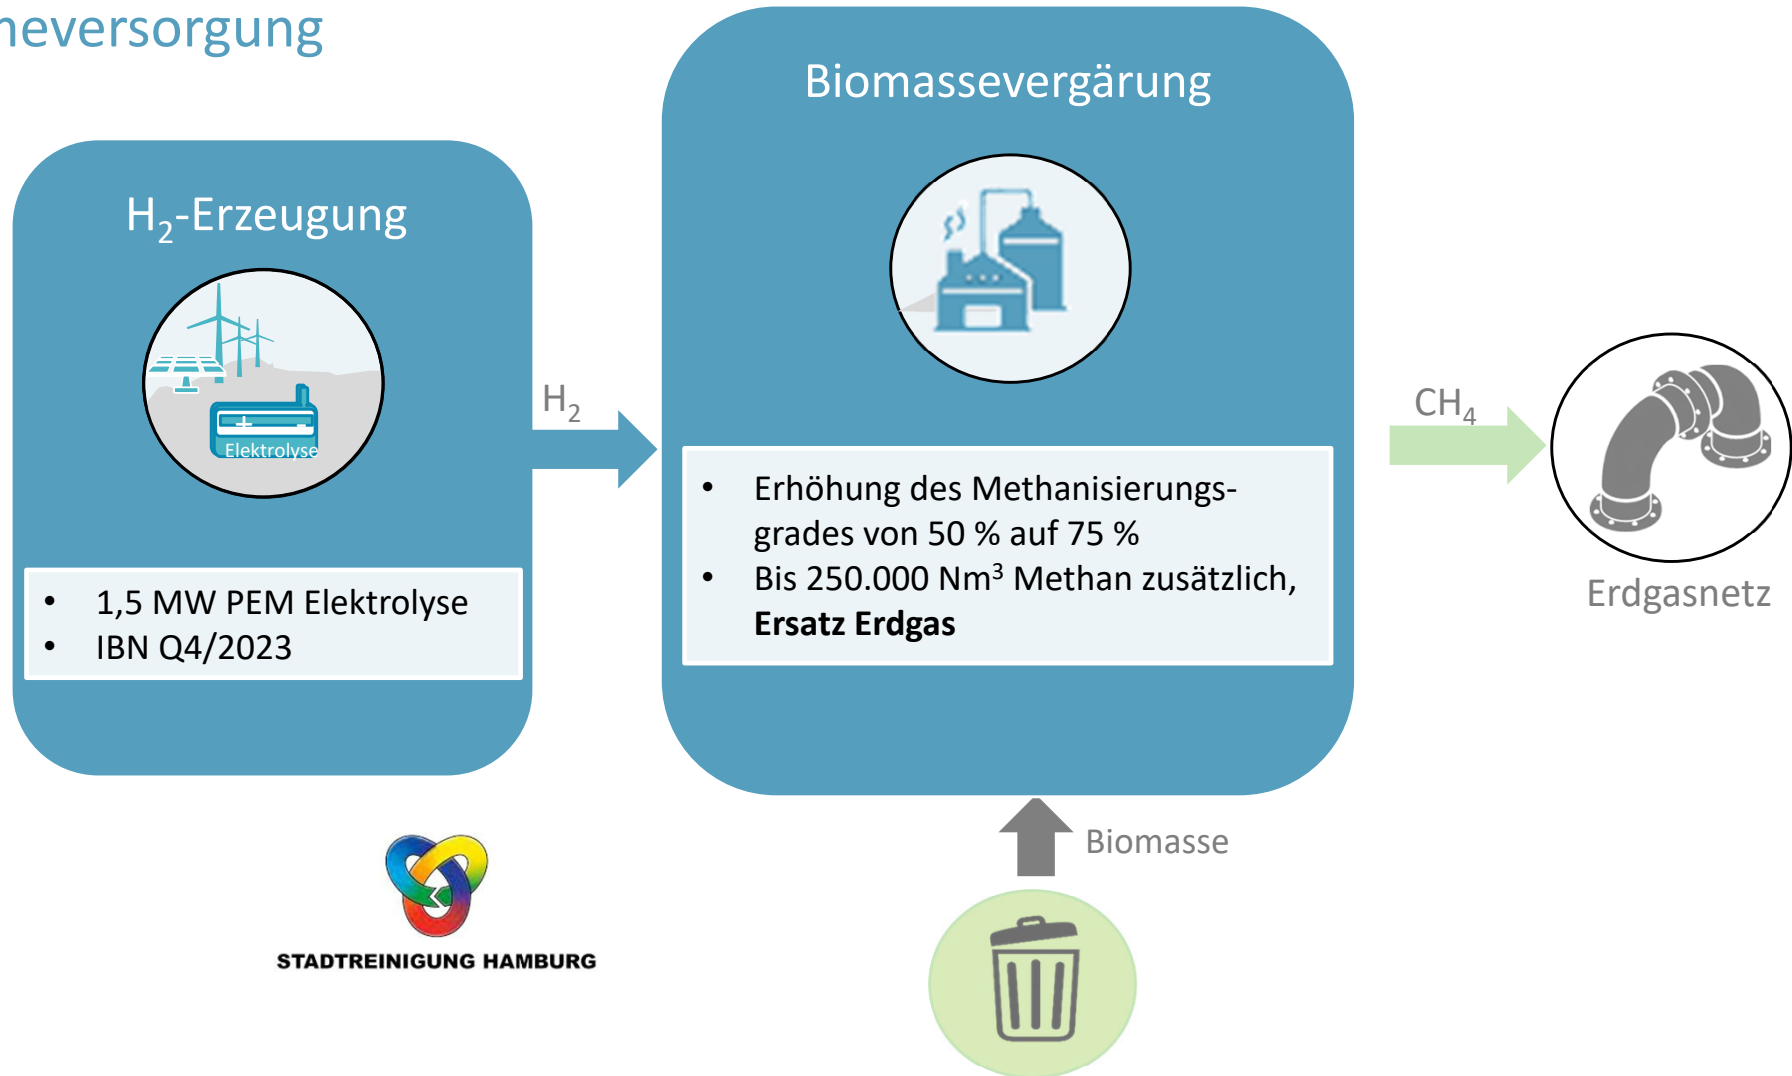 neversorgung
H₂-Erzeugung
Elektrolyse
• 1,5 MW PEM Elektrolyse
• IBN Q4/2023
H₂
Biomassevergärung
• Erhöhung des Methanisierungs-
grades von 50 % auf 75 %
• Bis 250.000 Nm³ Methan zusätzlich,
Ersatz Erdgas
CH₄
Erdgasnetz
Biomasse
STADTREINIGUNG HAMBURG